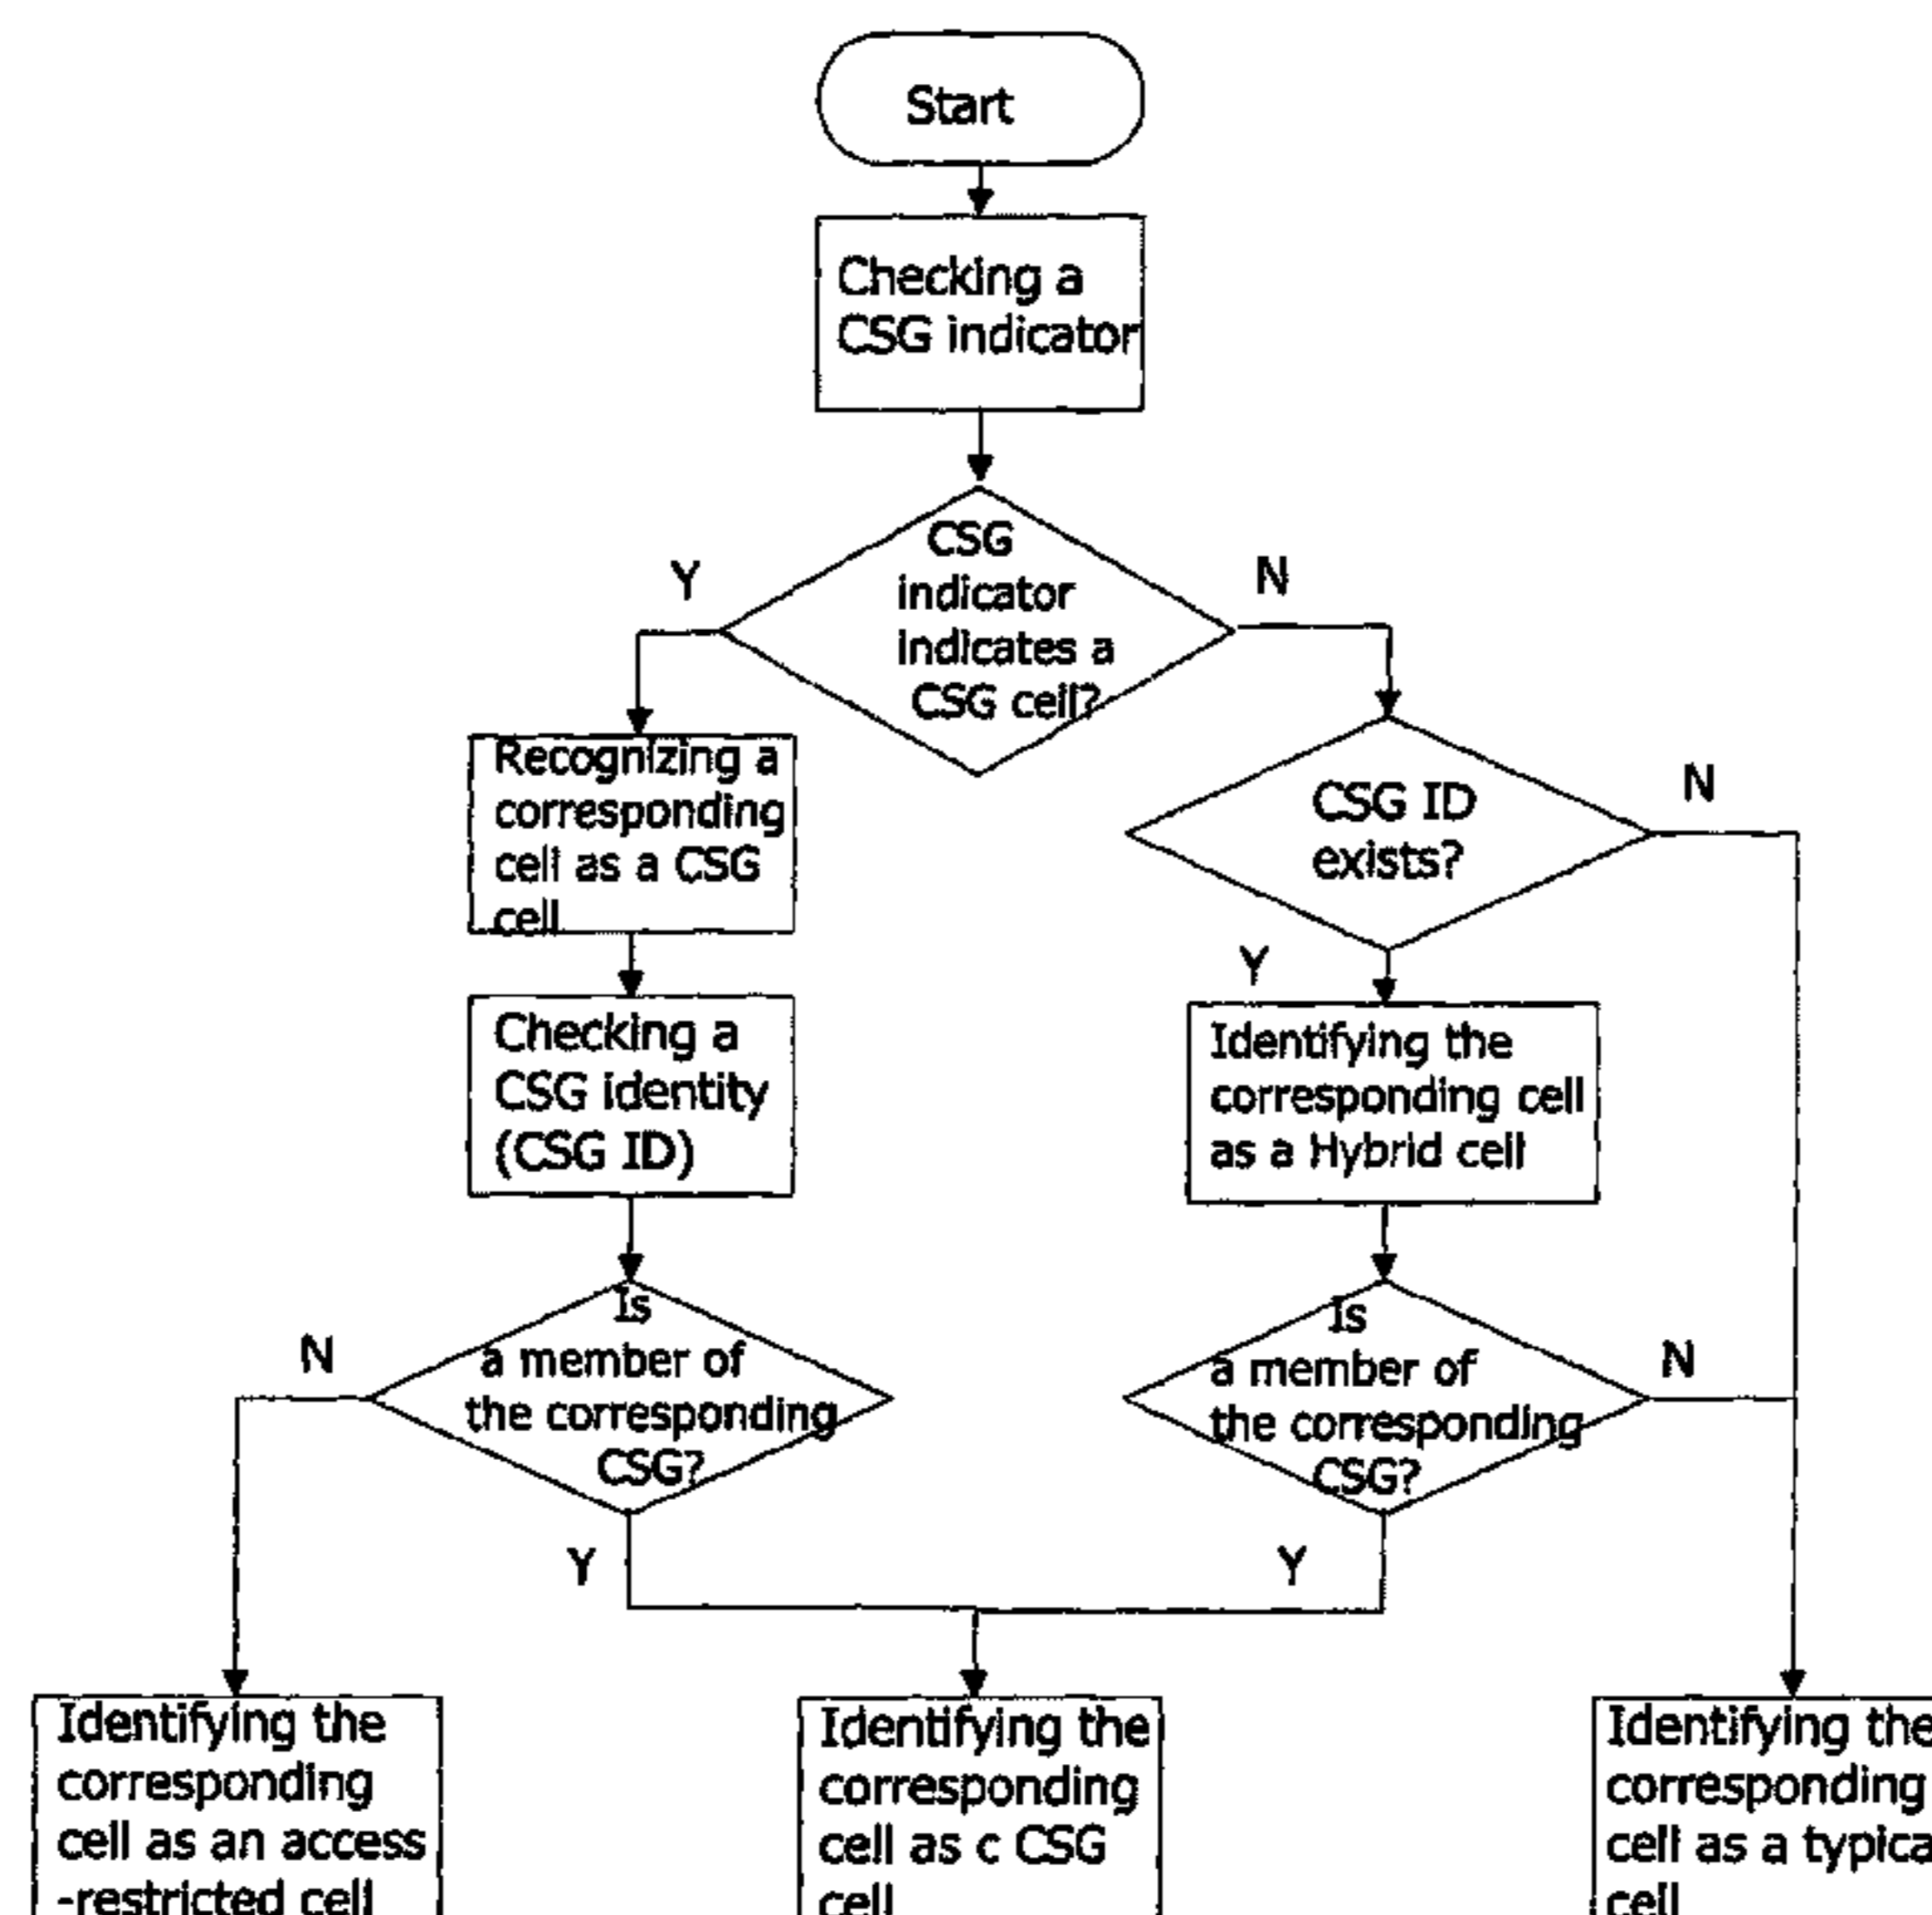 Start
Checking a
CSG indicator
CSG
indicator
indicates a
CSG cell?
Y
N
Recognizing a
corresponding
cell as a CSG
cell
CSG ID
exists?
N
Y
Checking a
CSG identity
(CSG ID)
Identifying the
corresponding cell
as a Hybrid cell
Is
a member of
the corresponding
CSG?
N
Y
Is
a member of
the corresponding
CSG?
N
Y
Identifying the
corresponding
cell as an access
-restricted cell
Identifying the
corresponding
cell as c CSG
cell
Identifying the
corresponding
cell as a typica
cell